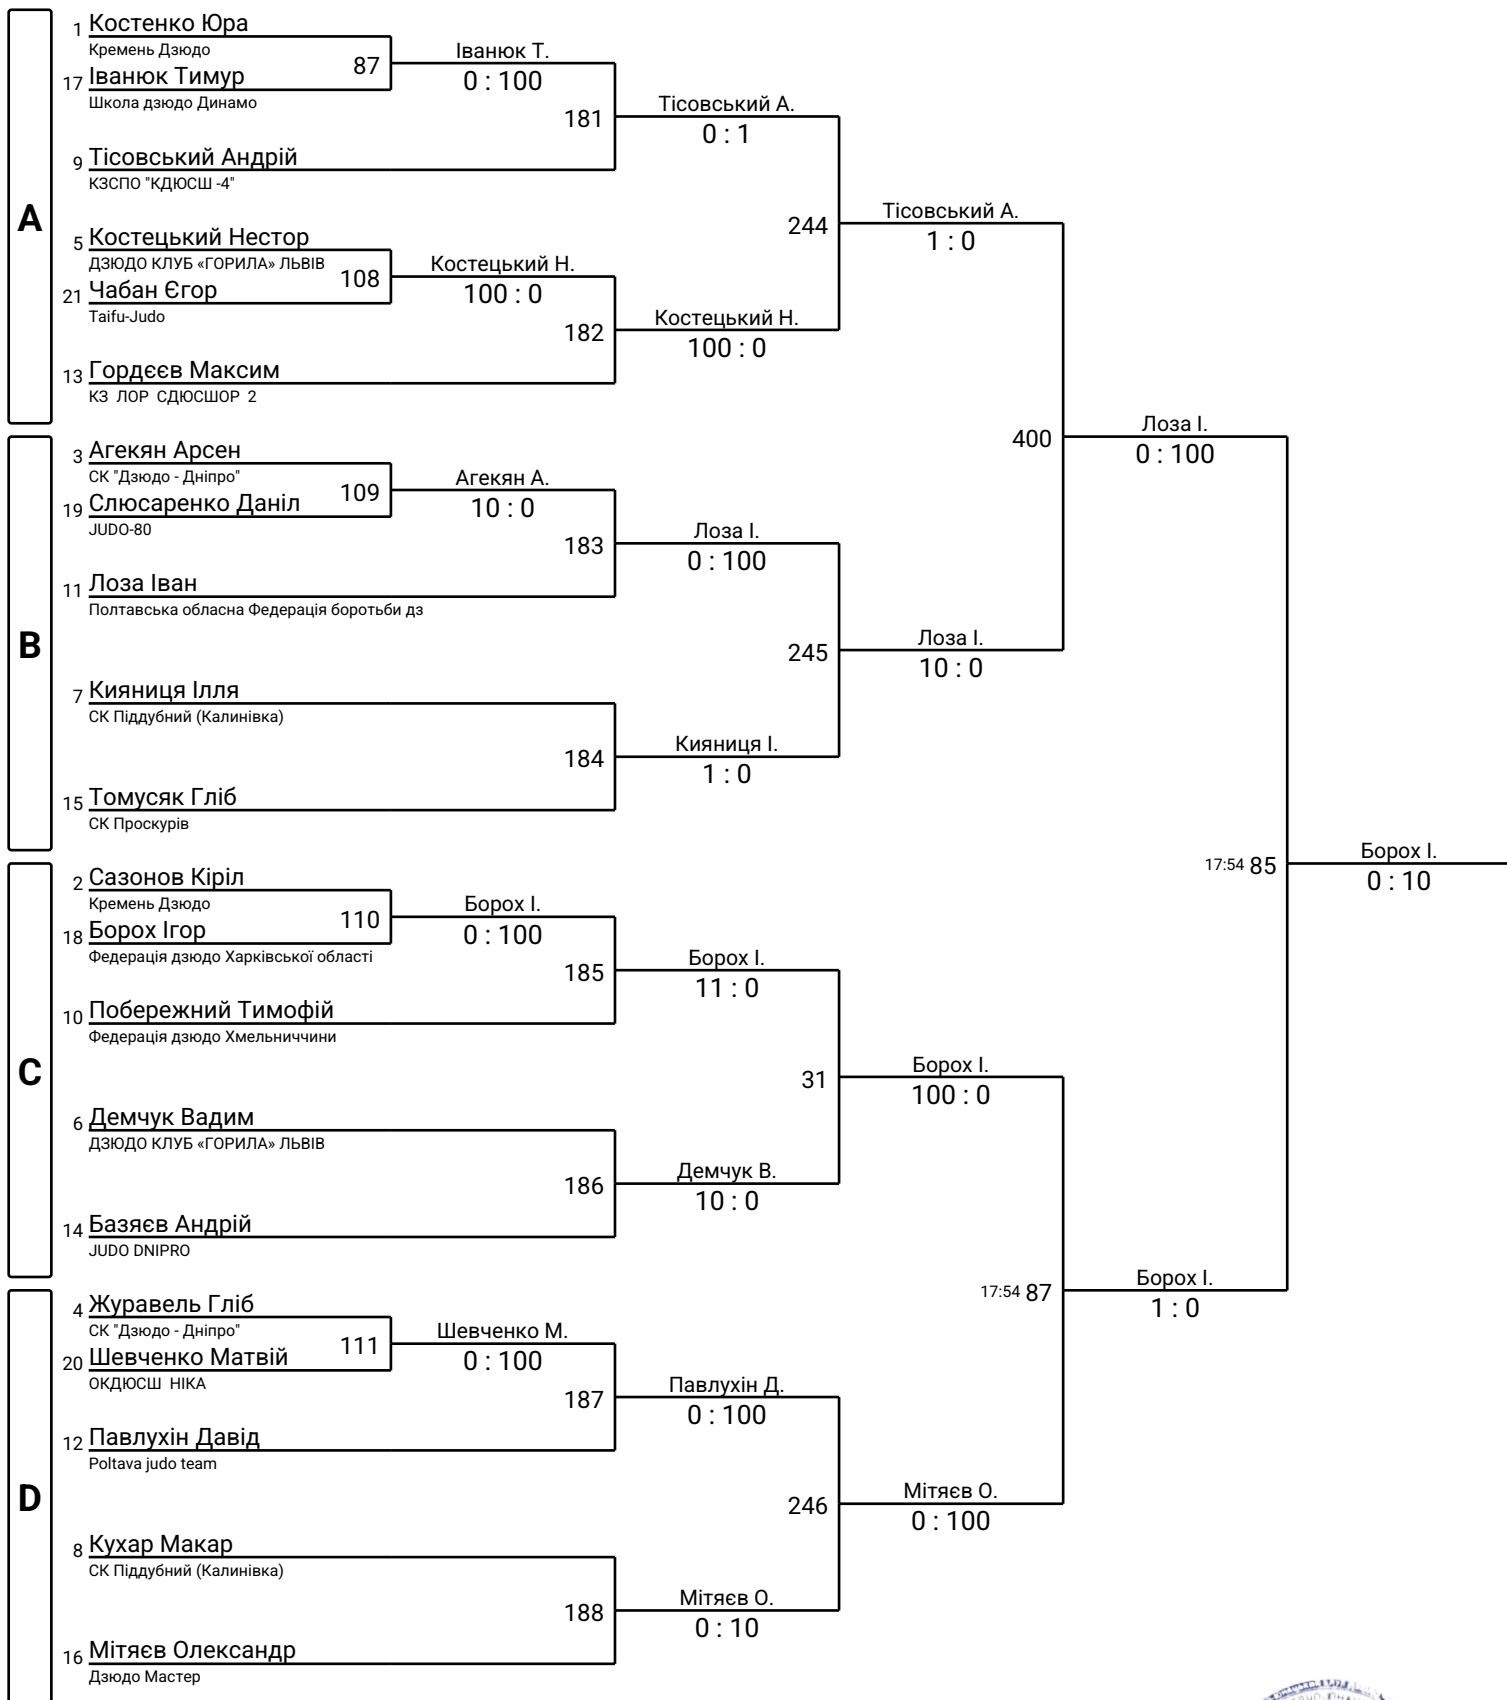 A
1 Костенко Юра
Кремень Дзюдо
17 Іванюк Тимур
Школа дзюдо Динамо
87
Іванюк Т.
0 : 100
9 Тісовський Андрій
КЗСПО "КДЮСШ -4"
181
Тісовський А.
0 : 1
5 Костецький Нестор
ДЗЮДО КЛУБ «ГОРИЛА» ЛЬВІВ
21 Чабан Єгор
Taifu-Judo
108
Костецький Н.
100 : 0
13 Гордєєв Максим
КЗ ЛОР СДЮСШОР 2
182
Костецький Н.
100 : 0
244
Тісовський А.
1 : 0
B
3 Агекян Арсен
СК "Дзюдо - Дніпро"
19 Слюсаренко Даніл
JUDO-80
109
Агекян А.
10 : 0
11 Лоза Іван
Полтавська обласна Федерація боротьби дз
183
Лоза І.
0 : 100
7 Кияниця Ілля
СК Піддубний (Калинівка)
15 Томусяк Гліб
СК Проскурів
184
Кияниця І.
1 : 0
245
Лоза І.
10 : 0
400
Лоза І.
0 : 100
C
2 Сазонов Кіріл
Кремень Дзюдо
18 Борох Ігор
Федерація дзюдо Харківської області
110
Борох І.
0 : 100
10 Побережний Тимофій
Федерація дзюдо Хмельниччини
185
Борох І.
11 : 0
6 Демчук Вадим
ДЗЮДО КЛУБ «ГОРИЛА» ЛЬВІВ
14 Базяєв Андрій
JUDO DNIPRO
186
Демчук В.
10 : 0
31
Борох І.
100 : 0
D
4 Журавель Гліб
СК "Дзюдо - Дніпро"
20 Шевченко Матвій
ОКДЮСШ НІКА
111
Шевченко М.
0 : 100
12 Павлухін Давід
Poltava judo team
187
Павлухін Д.
0 : 100
8 Кухар Макар
СК Піддубний (Калинівка)
16 Мітяєв Олександр
Дзюдо Мастер
188
Мітяєв О.
0 : 10
246
Мітяєв О.
0 : 100
17:54 87
Борох І.
1 : 0
17:54 85
Борох І.
0 : 10